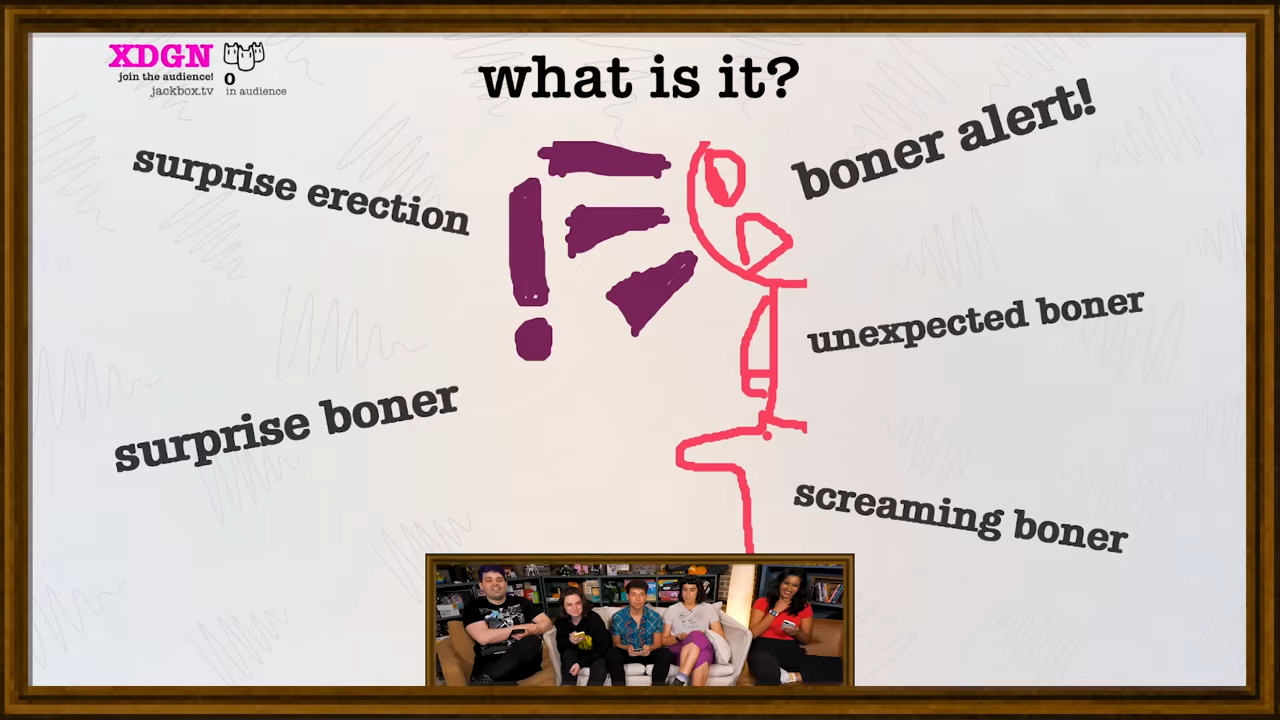 XDGN
join the audience!
jackbox.tv
0
in audience
what is it?
boner alert!
surprise erection
unexpected boner
surprise boner
screaming boner